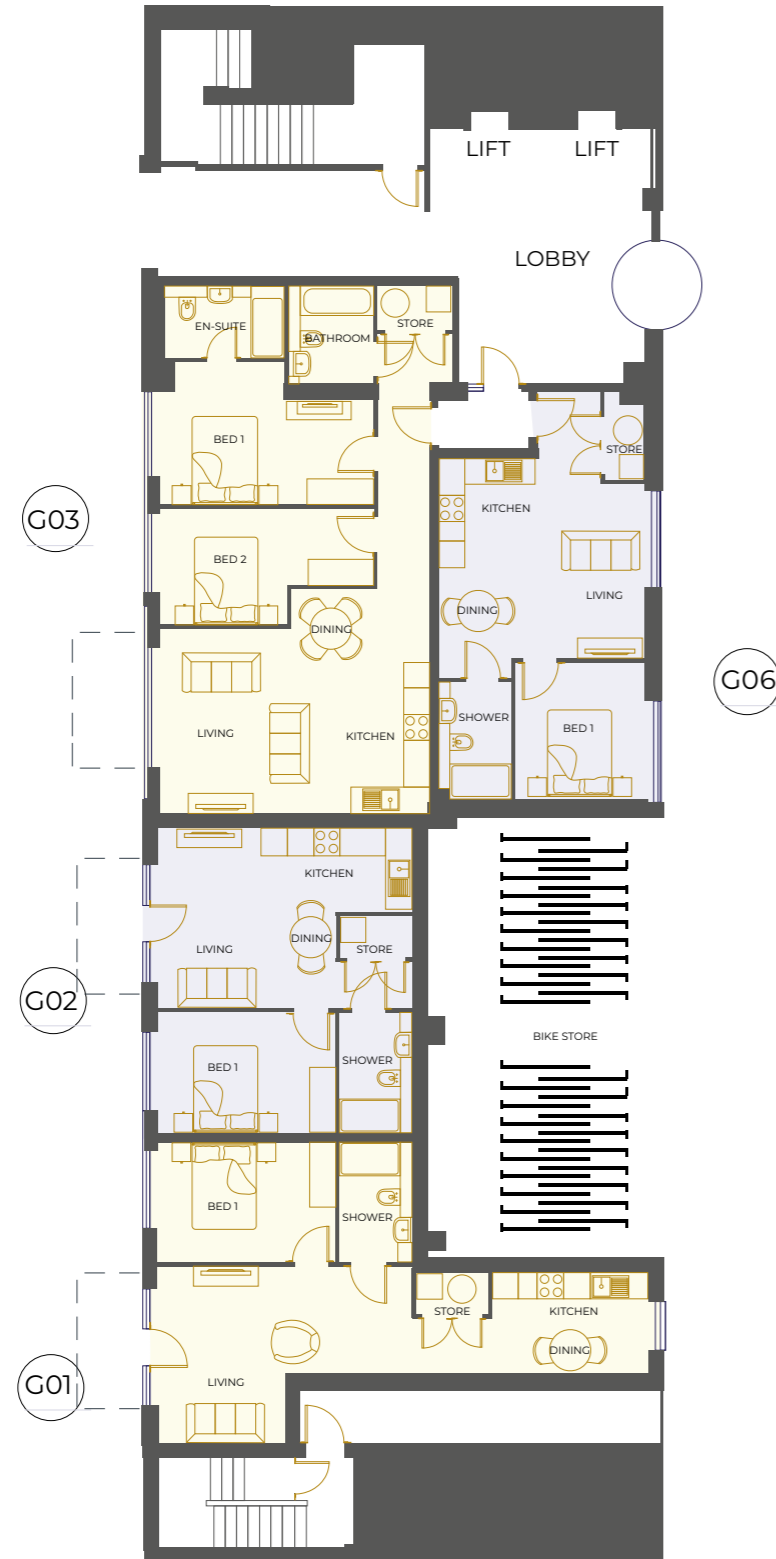 LIFT
LIFT
LOBBY
EN-SUITE
BATHROOM
STORE
BED 1
STORE
G03
KITCHEN
BED 2
LIVING
DINING
DINING
G06
LIVING
KITCHEN
SHOWER
BED 1
KITCHEN
LIVING
DINING
STORE
G02
BIKE STORE
BED 1
SHOWER
BED 1
SHOWER
STORE
KITCHEN
DINING
G01
LIVING